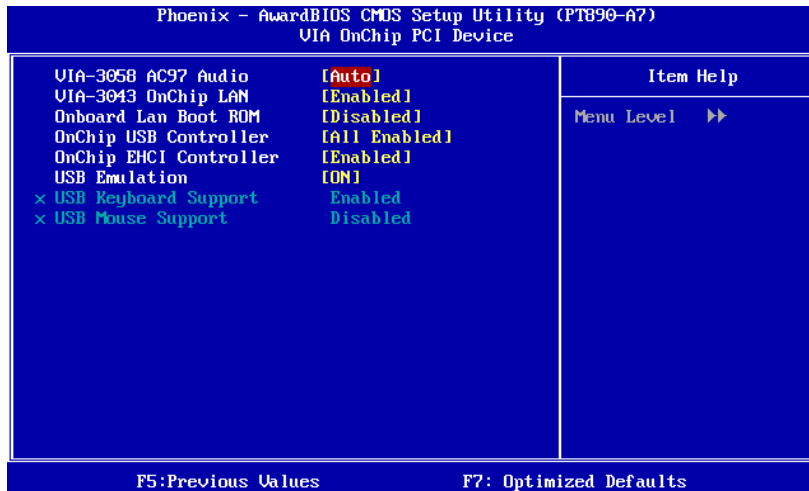 Phoenix - AwardBIOS CMOS Setup Utility (PT890-A7)
VIA OnChip PCI Device
VIA-3058 AC97 Audio [Auto]
VIA-3043 OnChip LAN [Enabled]
Onboard Lan Boot ROM [Disabled]
OnChip USB Controller [All Enabled]
OnChip EHCI Controller [Enabled]
USB Emulation [ON]
x USB Keyboard Support Enabled
x USB Mouse Support Disabled
Item Help
Menu Level ▶▶
F5:Previous Values F7: Optimized Defaults